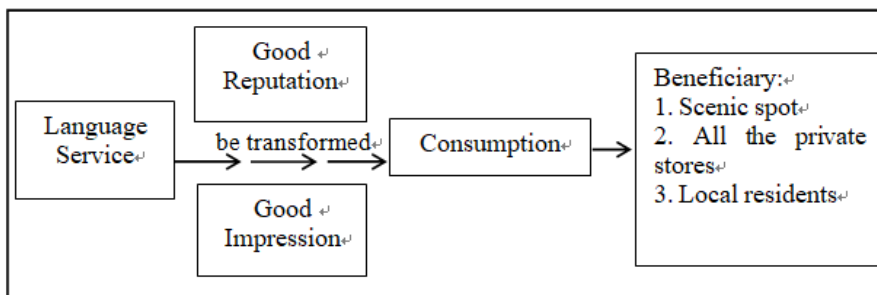 Good
Reputation
Language
Service
be transformed
Good
Impression
Consumption
Beneficiary:
1. Scenic spot
2. All the private
stores
3. Local residents